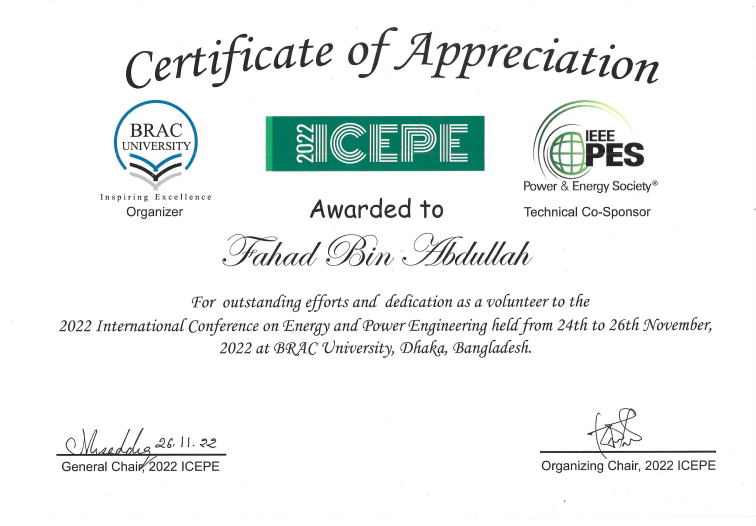 Certificate of Appreciation
BRAC
UNIVERSITY
Inspiring Excellence
Organizer
2022 ICEPE
IEEE
PES
Power & Energy Society®
Technical Co-Sponsor
Awarded to
Fahad Bin Abdullah
For outstanding efforts and dedication as a volunteer to the
2022 International Conference on Energy and Power Engineering held from 24th to 26th November,
2022 at BRAC University, Dhaka, Bangladesh.
26.11.22
General Chair, 2022 ICEPE
Organizing Chair, 2022 ICEPE